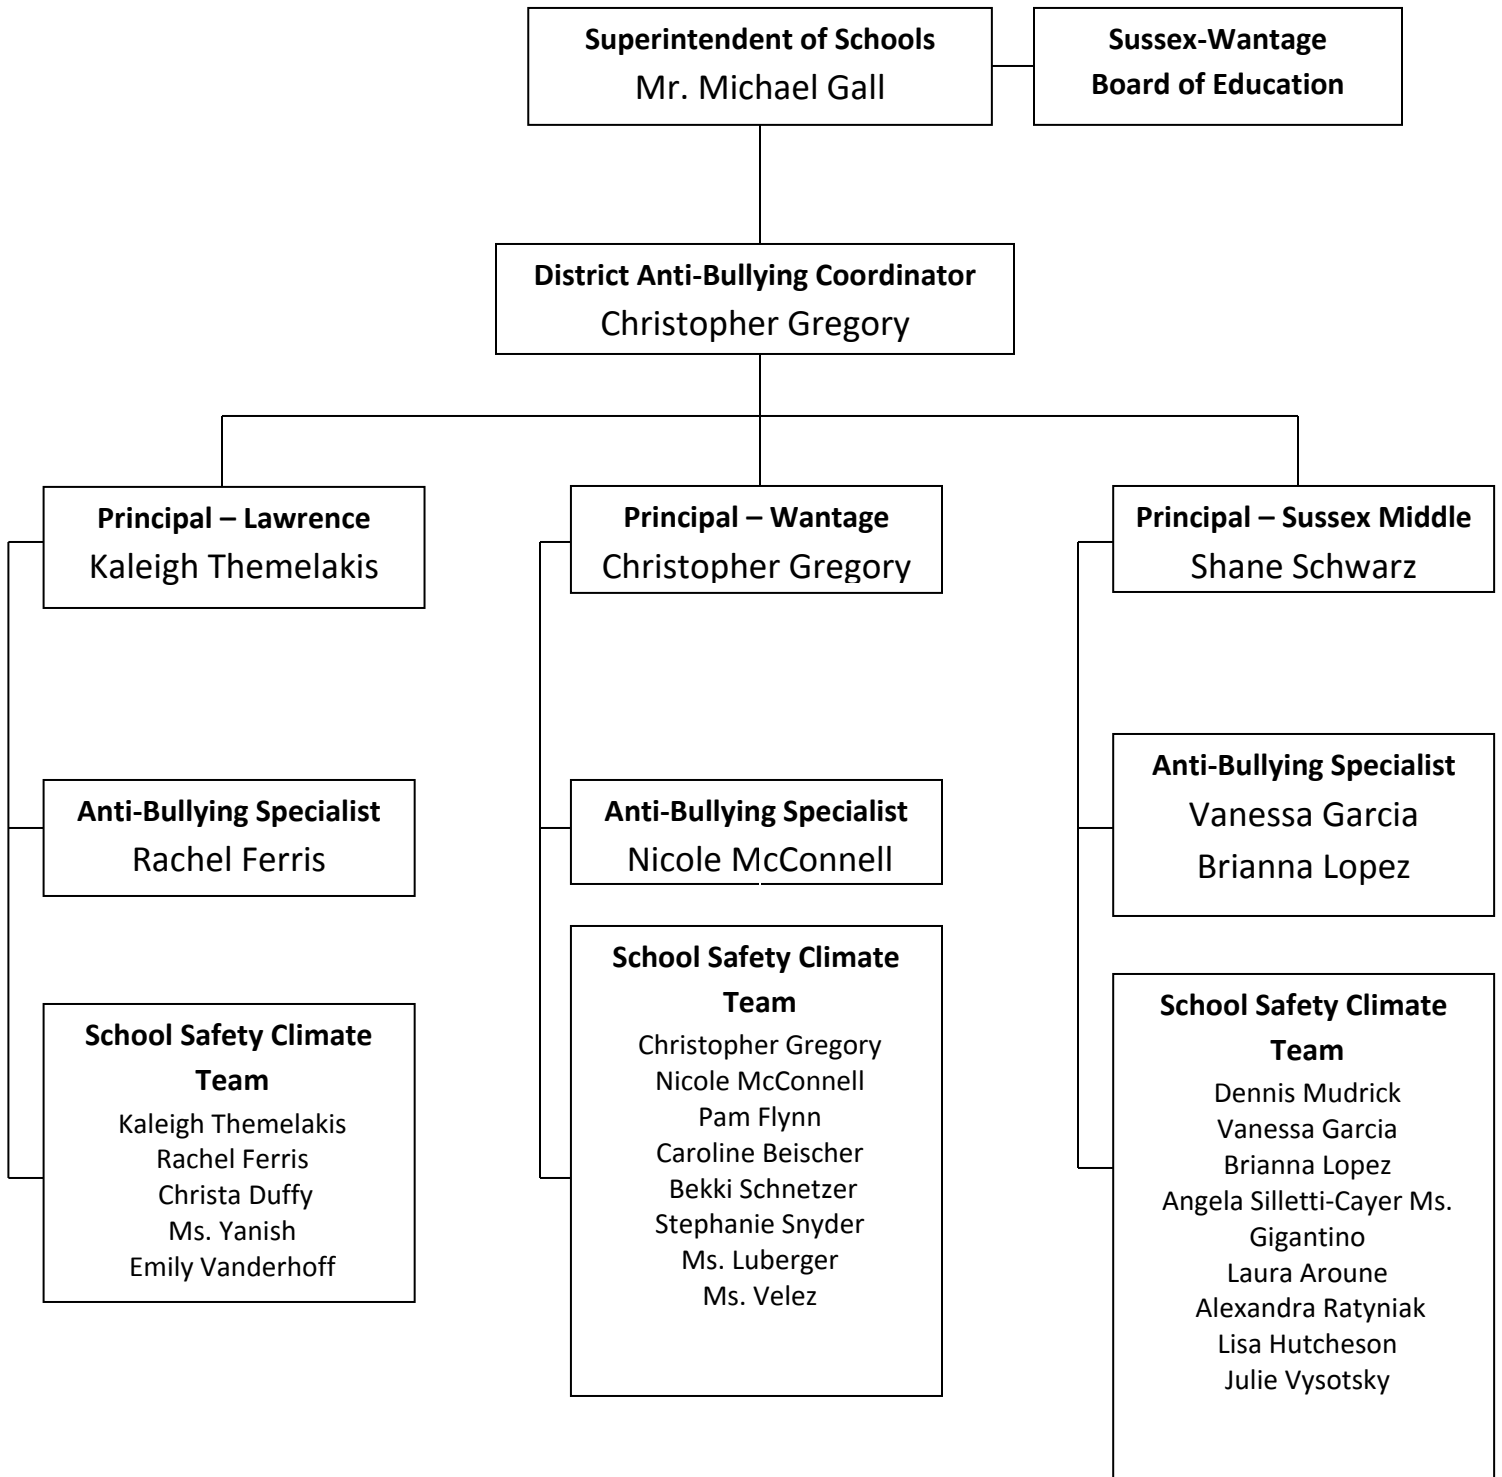 Superintendent of Schools
Mr. Michael Gall
Sussex-Wantage
Board of Education
District Anti-Bullying Coordinator
Christopher Gregory
Principal – Lawrence
Kaleigh Themelakis
Principal – Wantage
Christopher Gregory
Principal – Sussex Middle
Shane Schwarz
Anti-Bullying Specialist
Rachel Ferris
Anti-Bullying Specialist
Nicole McConnell
Anti-Bullying Specialist
Vanessa Garcia
Brianna Lopez
School Safety Climate
Team
Kaleigh Themelakis
Rachel Ferris
Christa Duffy
Ms. Yanish
Emily Vanderhoff
School Safety Climate
Team
Christopher Gregory
Nicole McConnell
Pam Flynn
Caroline Beischer
Bekki Schnetzer
Stephanie Snyder
Ms. Luberger
Ms. Velez
School Safety Climate
Team
Dennis Mudrick
Vanessa Garcia
Brianna Lopez
Angela Silletti-Cayer Ms.
Gigantino
Laura Aroune
Alexandra Ratyniak
Lisa Hutcheson
Julie Vysotsky